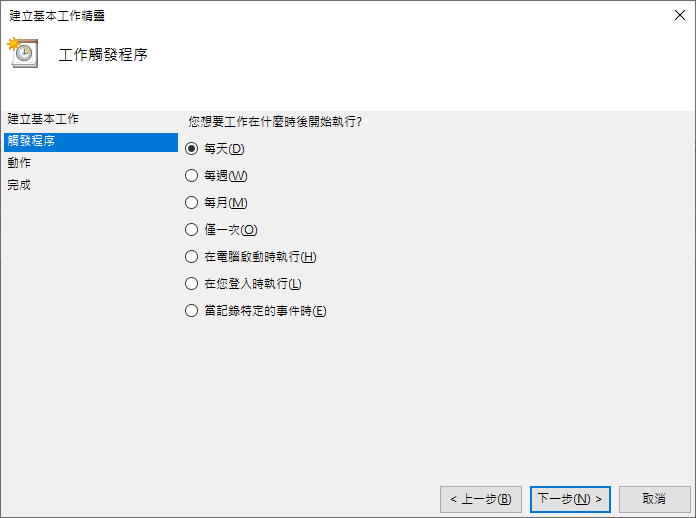 建立基本工作精靈
工作觸發程序
建立基本工作
觸發程序
動作
完成
您想要工作在什麼時後開始執行?
每天(D)
每週(W)
每月(M)
僅一次(O)
在電腦啟動時執行(H)
在您登入時執行(L)
當記錄特定的事件時(E)
< 上一步(B)
下一步(N) >
取消